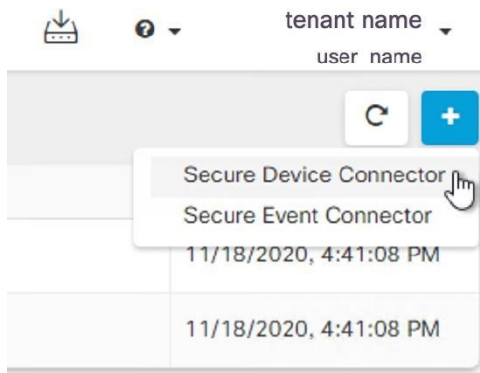 tenant name
user name
Secure Device Connector
Secure Event Connector
11/18/2020, 4:41:08 PM
11/18/2020, 4:41:08 PM